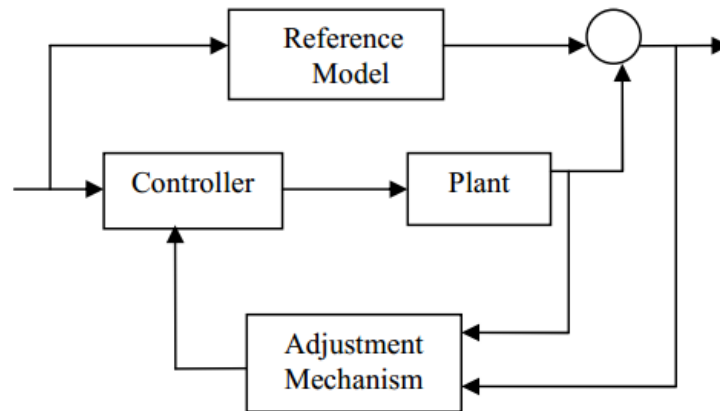 Reference
Model
Controller
Plant
Adjustment
Mechanism